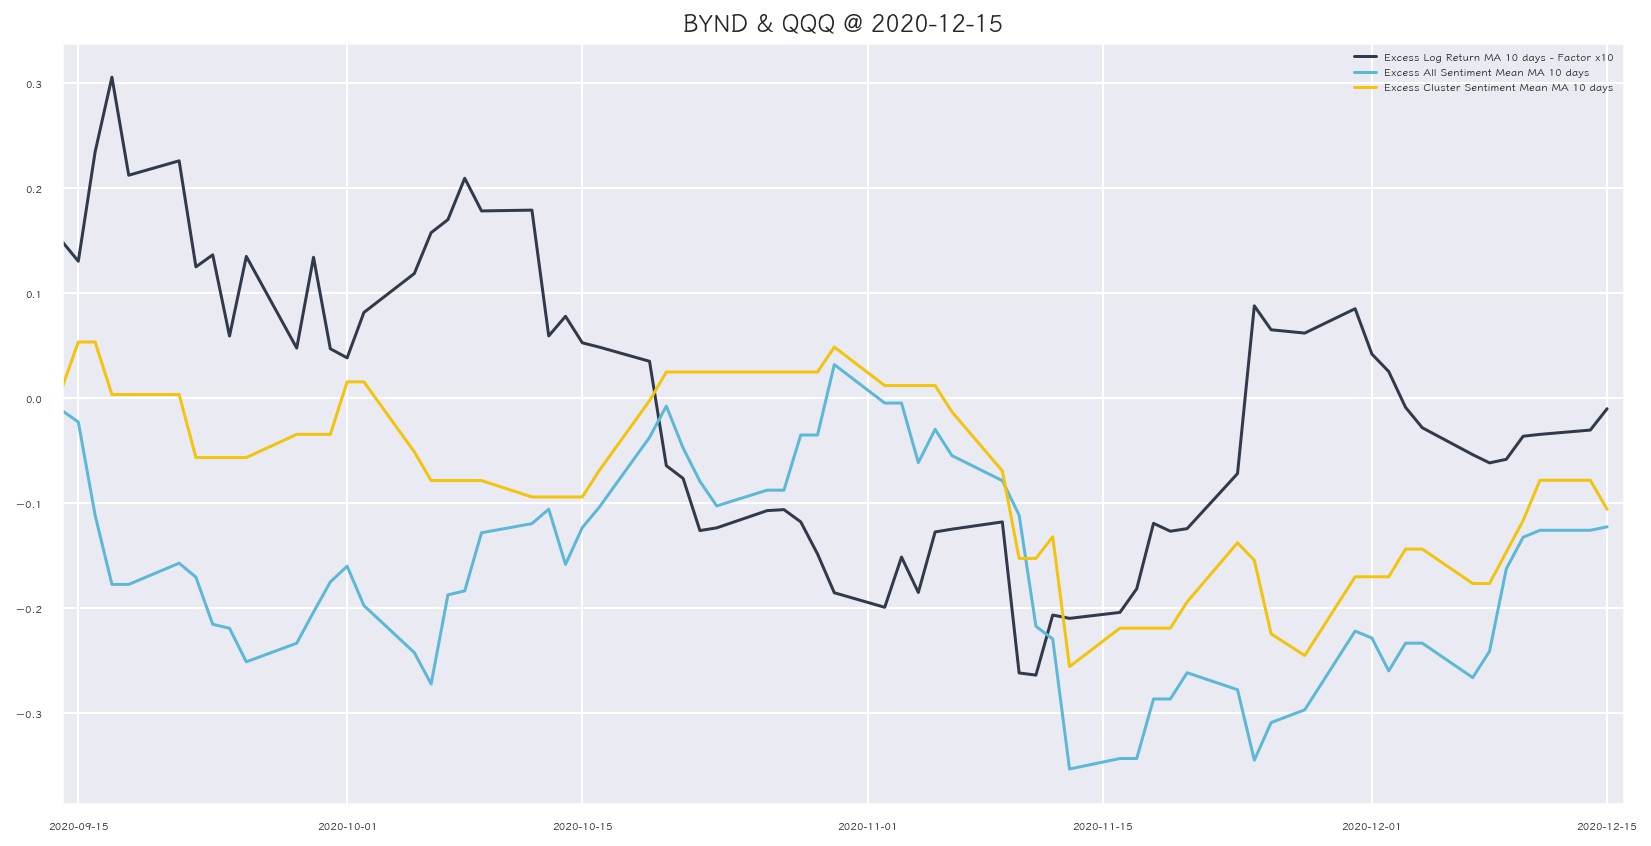 BYND & QQQ @ 2020-12-15
Excess Log Return MA 10 days - Factor x10
Excess All Sentiment Mean MA 10 days
Excess Cluster Sentiment Mean MA 10 days
0.3
0.2
0.1
0.0
−0.1
−0.2
−0.3
2020-09-15 2020-10-01 2020-10-15 2020-11-01 2020-11-15 2020-12-01 2020-12-15